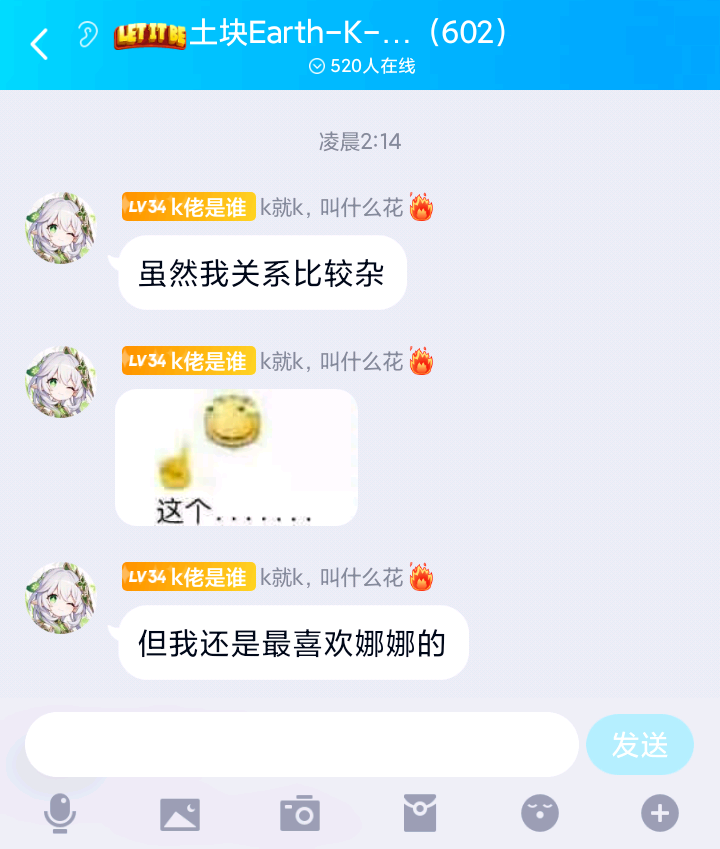 LET IT BE土块Earth-K-...（602）
520人在线
凌晨2:14
LV34 k佬是谁 k就k，叫什么花
虽然我关系比较杂
LV34 k佬是谁 k就k，叫什么花
这个.......
LV34 k佬是谁 k就k，叫什么花
但我还是最喜欢娜娜的
发送